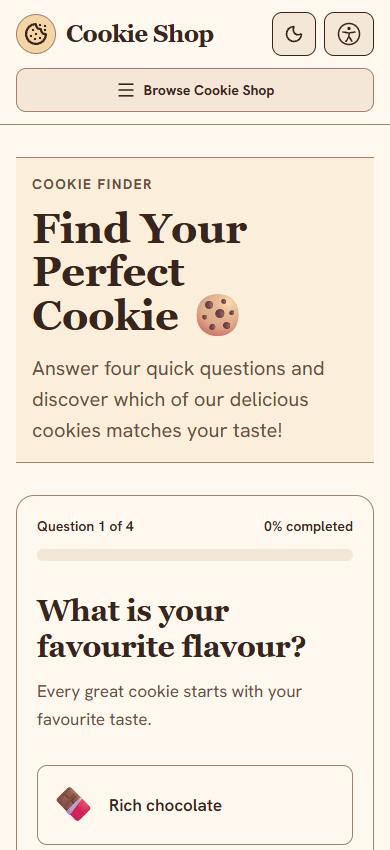 Cookie Shop
Browse Cookie Shop
COOKIE FINDER
Find Your
Perfect
Cookie
Answer four quick questions and
discover which of our delicious
cookies matches your taste!
Question 1 of 4
0% completed
What is your
favourite flavour?
Every great cookie starts with your
favourite taste.
Rich chocolate